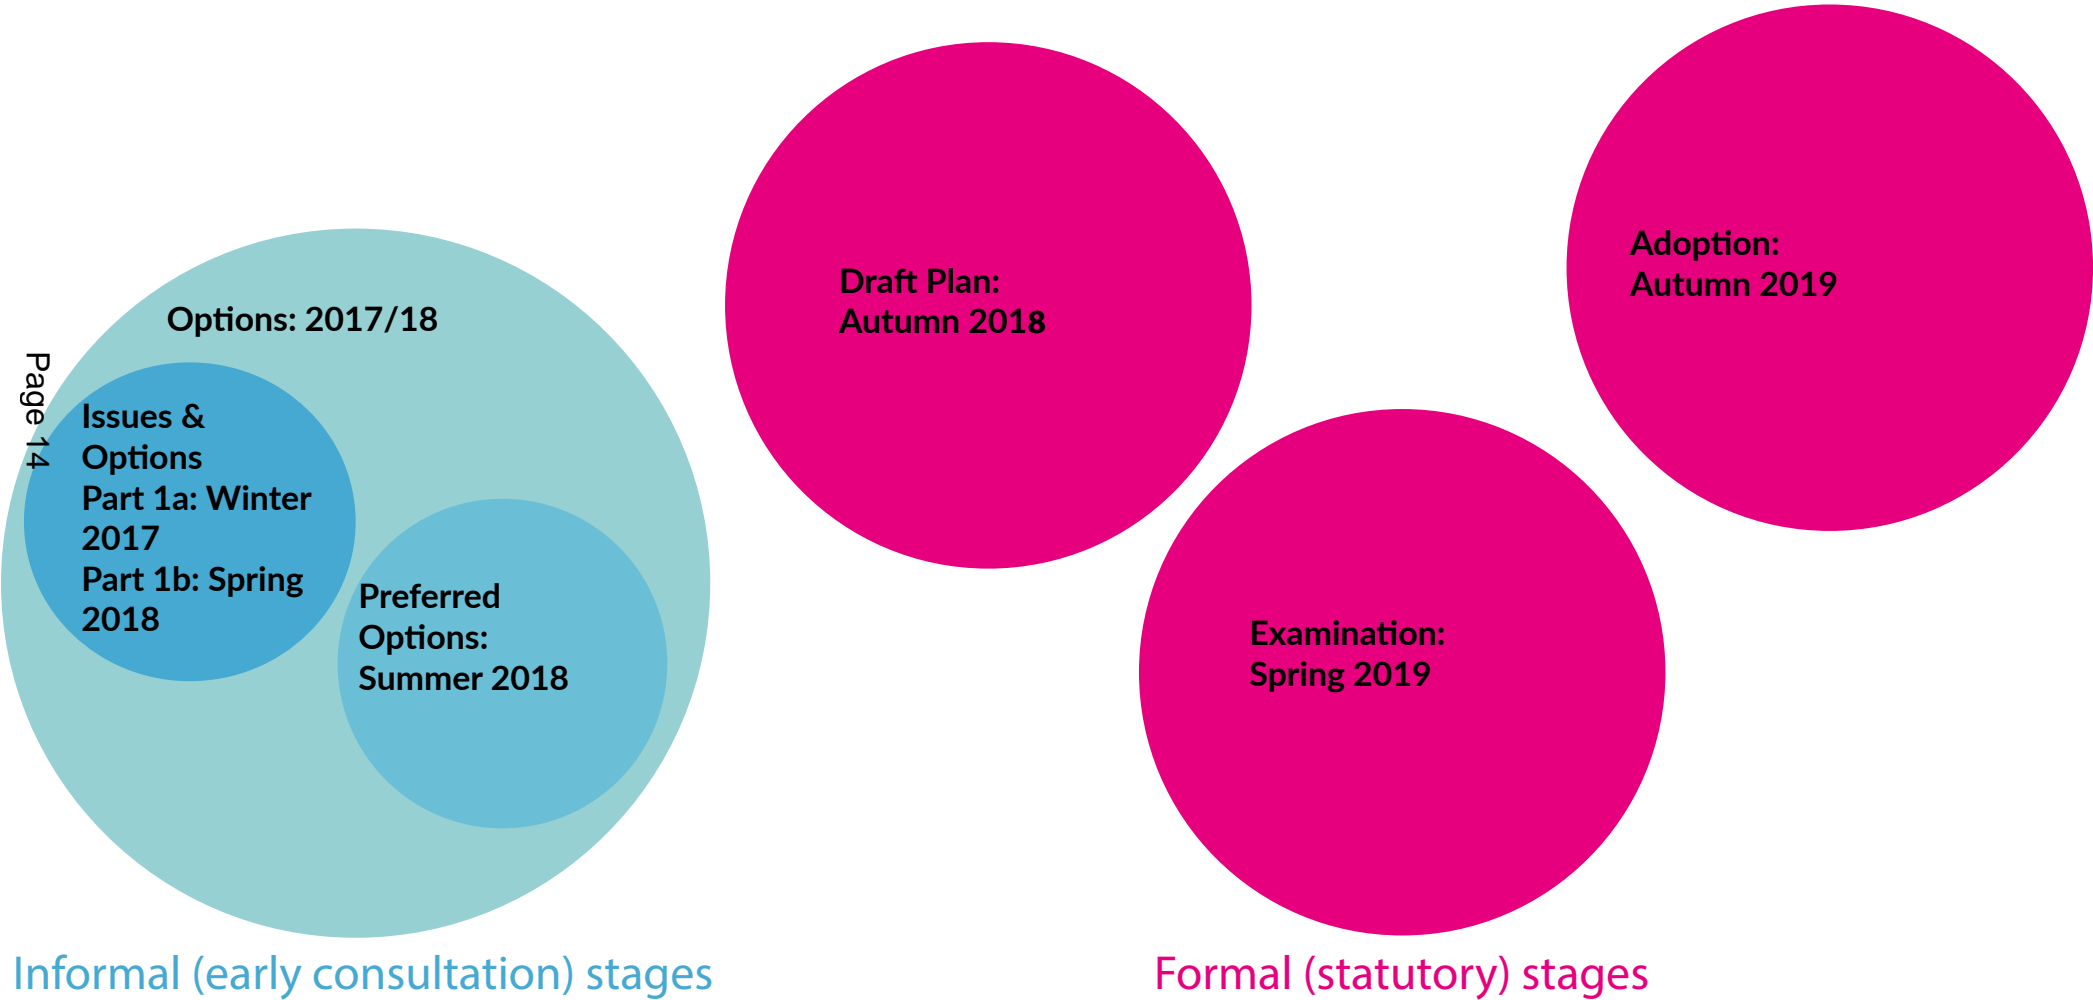 Page 14
Options: 2017/18
Issues &
Options
Part 1a: Winter
2017
Part 1b: Spring
2018
Preferred
Options:
Summer 2018
Draft Plan:
Autumn 2018
Examination:
Spring 2019
Adoption:
Autumn 2019
Informal (early consultation) stages
Formal (statutory) stages